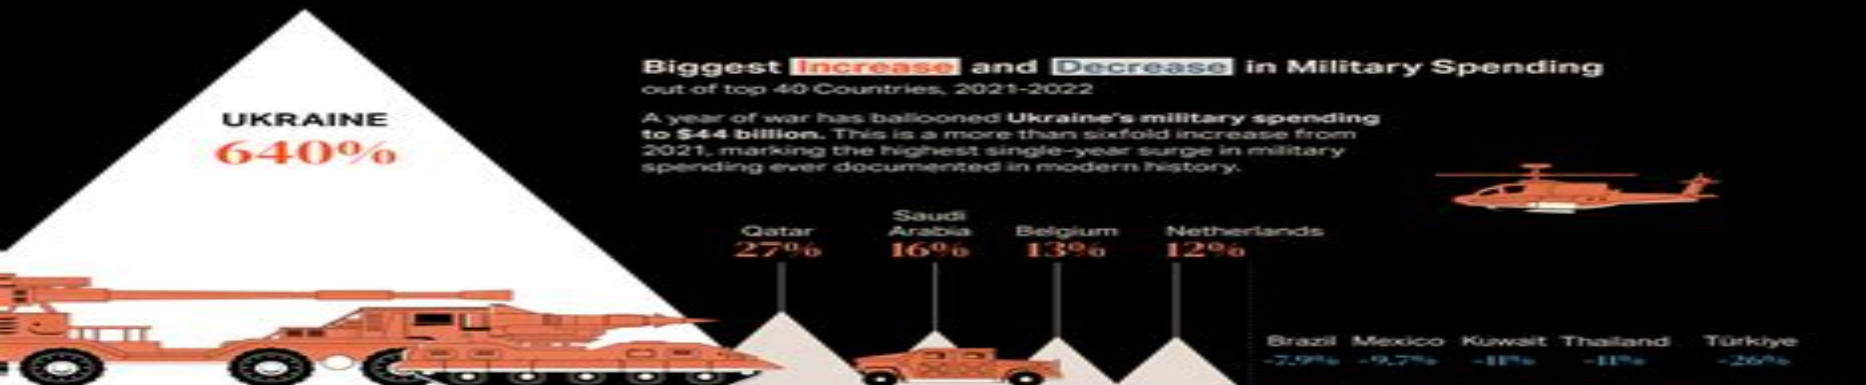 UKRAINE
640%
Biggest Increase and Decrease in Military Spending
out of top 40 Countries, 2021-2022
A year of war has ballooned Ukraine's military spending
to $44 billion. This is a more than sixfold increase from
2021, marking the highest single-year surge in military
spending ever documented in modern history.
Qatar
27%
Saudi
Arabia
16%
Belgium
13%
Netherlands
12%
Brazil
-7.9%
Mexico
-9.7%
Kuwait
-11%
Thailand
-11%
Türkiye
-26%